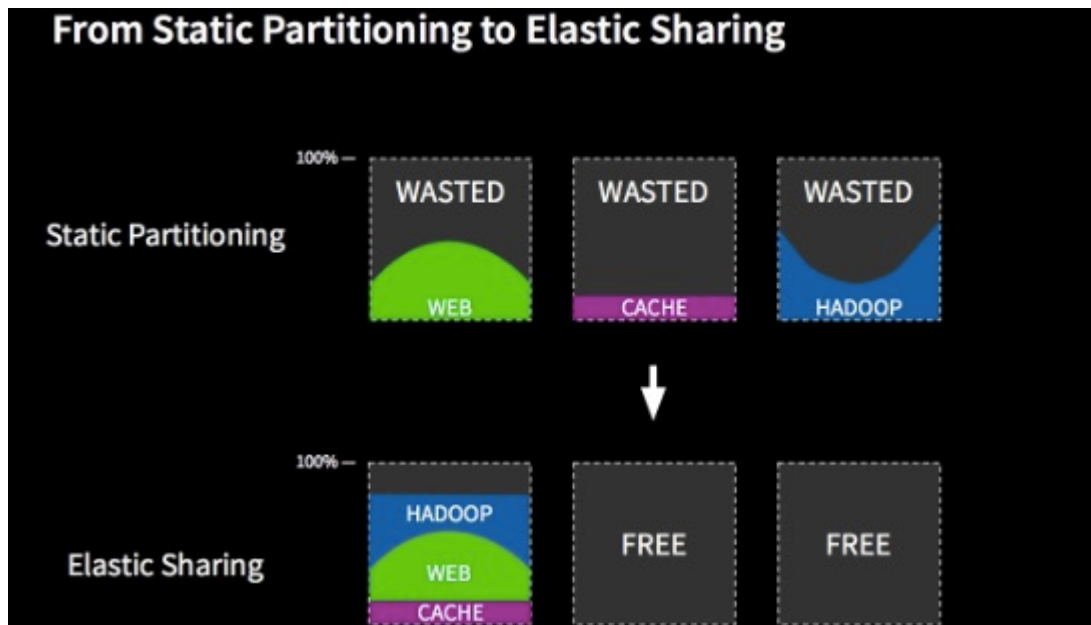 From Static Partitioning to Elastic Sharing
100%
WASTED
WASTED
WASTED
Static Partitioning
WEB
CACHE
HADOOP
100%
HADOOP
FREE
FREE
Elastic Sharing
WEB
CACHE